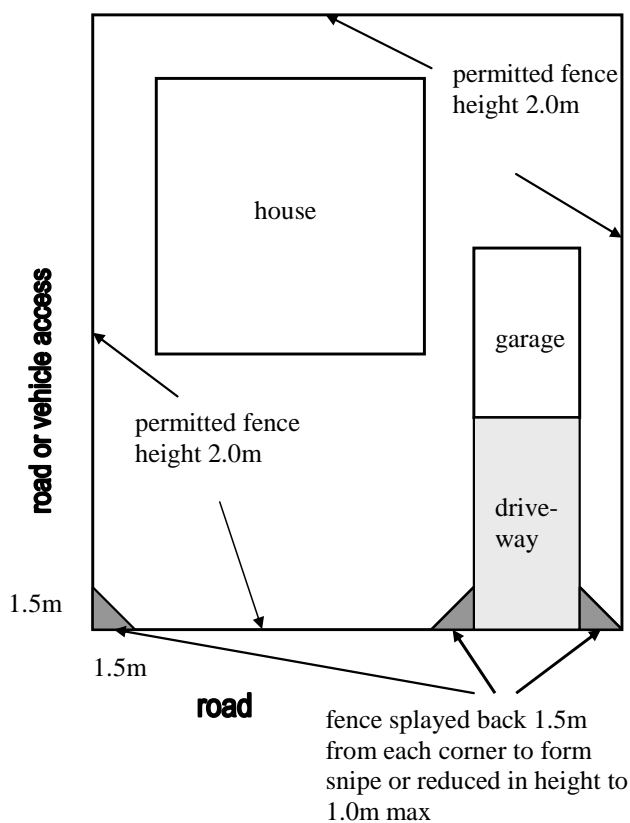 permitted fence
height 2.0m
house
road or vehicle access
garage
permitted fence
height 2.0m
drive-
way
1.5m
1.5m
road
fence splayed back 1.5m
from each corner to form
snipe or reduced in height to
1.0m max